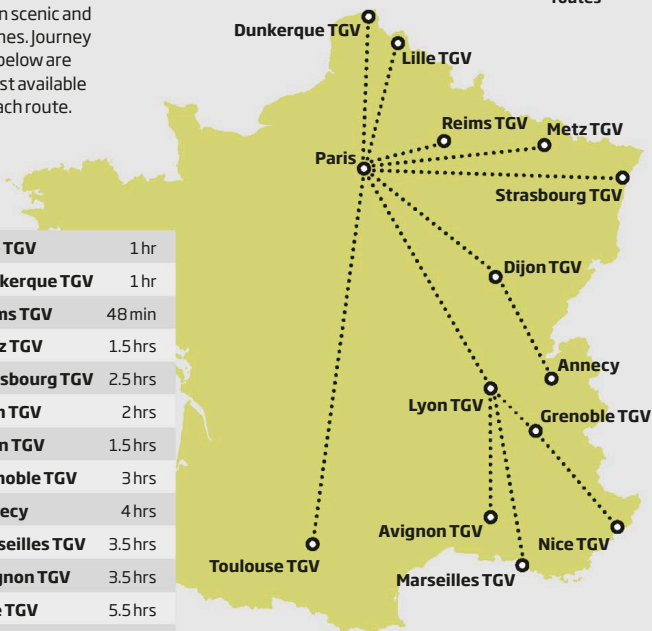 n scenic and
nes. Journey
below are
st available
ach route.
routes
Dunkerque TGV
Lille TGV
Reims TGV
Metz TGV
Paris
Strasbourg TGV
Dijon TGV
Annecy
Lyon TGV
Grenoble TGV
Avignon TGV
Nice TGV
Toulouse TGV
Marseilles TGV
TGV 1 hr
kerque TGV 1 hr
ms TGV 48 min
z TGV 1.5 hrs
sbourg TGV 2.5 hrs
n TGV 2 hrs
n TGV 1.5 hrs
noble TGV 3 hrs
ecy 4 hrs
seilles TGV 3.5 hrs
gnon TGV 3.5 hrs
e TGV 5.5 hrs